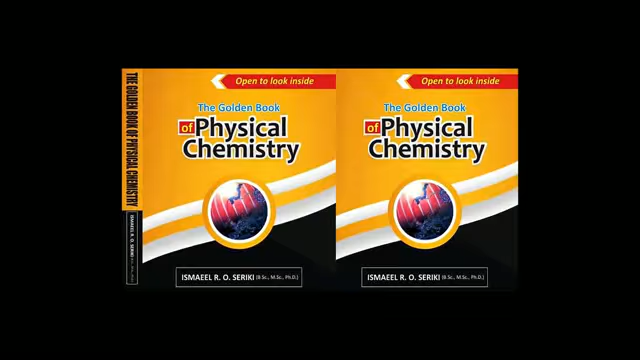 THE GOLDEN BOOK OF PHYSICAL CHEMISTRY
ISMAEEL R. O. SERIKI
Open to look inside
The Golden Book
of Physical
Chemistry
ISMAEEL R. O. SERIKI (B.Sc., M.Sc., Ph.D.)
Open to look inside
The Golden Book
of Physical
Chemistry
ISMAEEL R. O. SERIKI (B.Sc., M.Sc., Ph.D.)